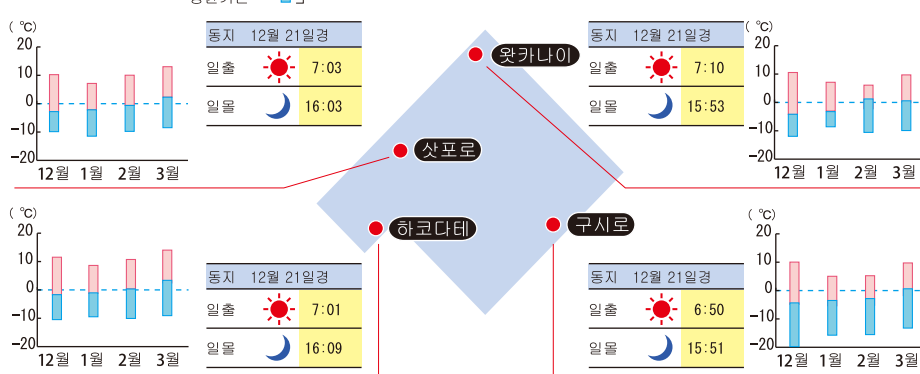 (℃)
20
10
0
-10
-20
12월 1월 2월 3월
동지 12월 21일경
일출 7:03
일몰 16:03
왓카나이
삿포로
하코다테
구시로
동지 12월 21일경
일출 7:10
일몰 15:53
(℃)
20
10
0
-10
-20
12월 1월 2월 3월
(℃)
20
10
0
-10
-20
12월 1월 2월 3월
동지 12월 21일경
일출 7:01
일몰 16:09
동지 12월 21일경
일출 6:50
일몰 15:51
(℃)
20
10
0
-10
-20
12월 1월 2월 3월